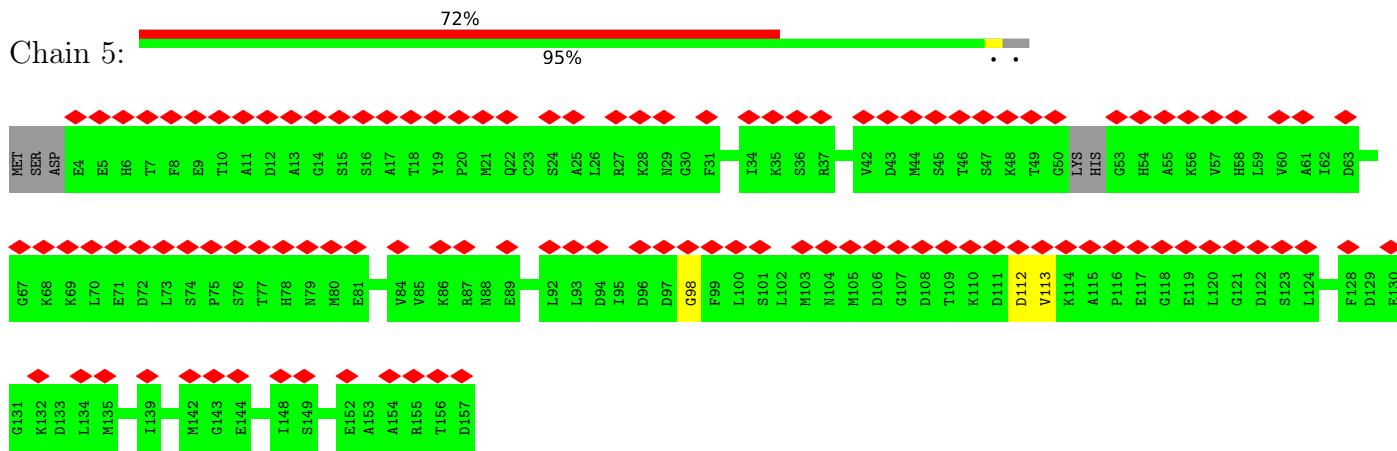 72%
Chain 5:
95%
. .
MET SER ASP E4 E5 H6 T7 F8 E9 T10 A11 D12 A13 G14 S15 S16 A17 T18 Y19 P20 M21 Q22 C23 S24 A25 L26 R27 K28 N29 G30 F31 I34 K35 S36 R37 V42 D43 M44 S45 T46 S47 K48 T49 G50 LYS HIS G53 H54 A55 K56 V57 H58 L59 V60 A61 I62 D63
G67 K68 K69 L70 E71 D72 L73 S74 P75 S76 T77 H78 N79 M80 E81 V84 V85 K86 R87 N88 E89 L92 L93 D94 I95 D96 D97 G98 F99 L100 S101 L102 M103 N104 M105 D106 G107 D108 T109 K110 D111 D112 V113 K114 A115 P116 E117 G118 E119 L120 G121 D122 S123 L124 F128 D129 E130
G131 K132 D133 L134 M135 I139 M142 G143 E144 I148 S149 E152 A153 A154 R155 T156 D157